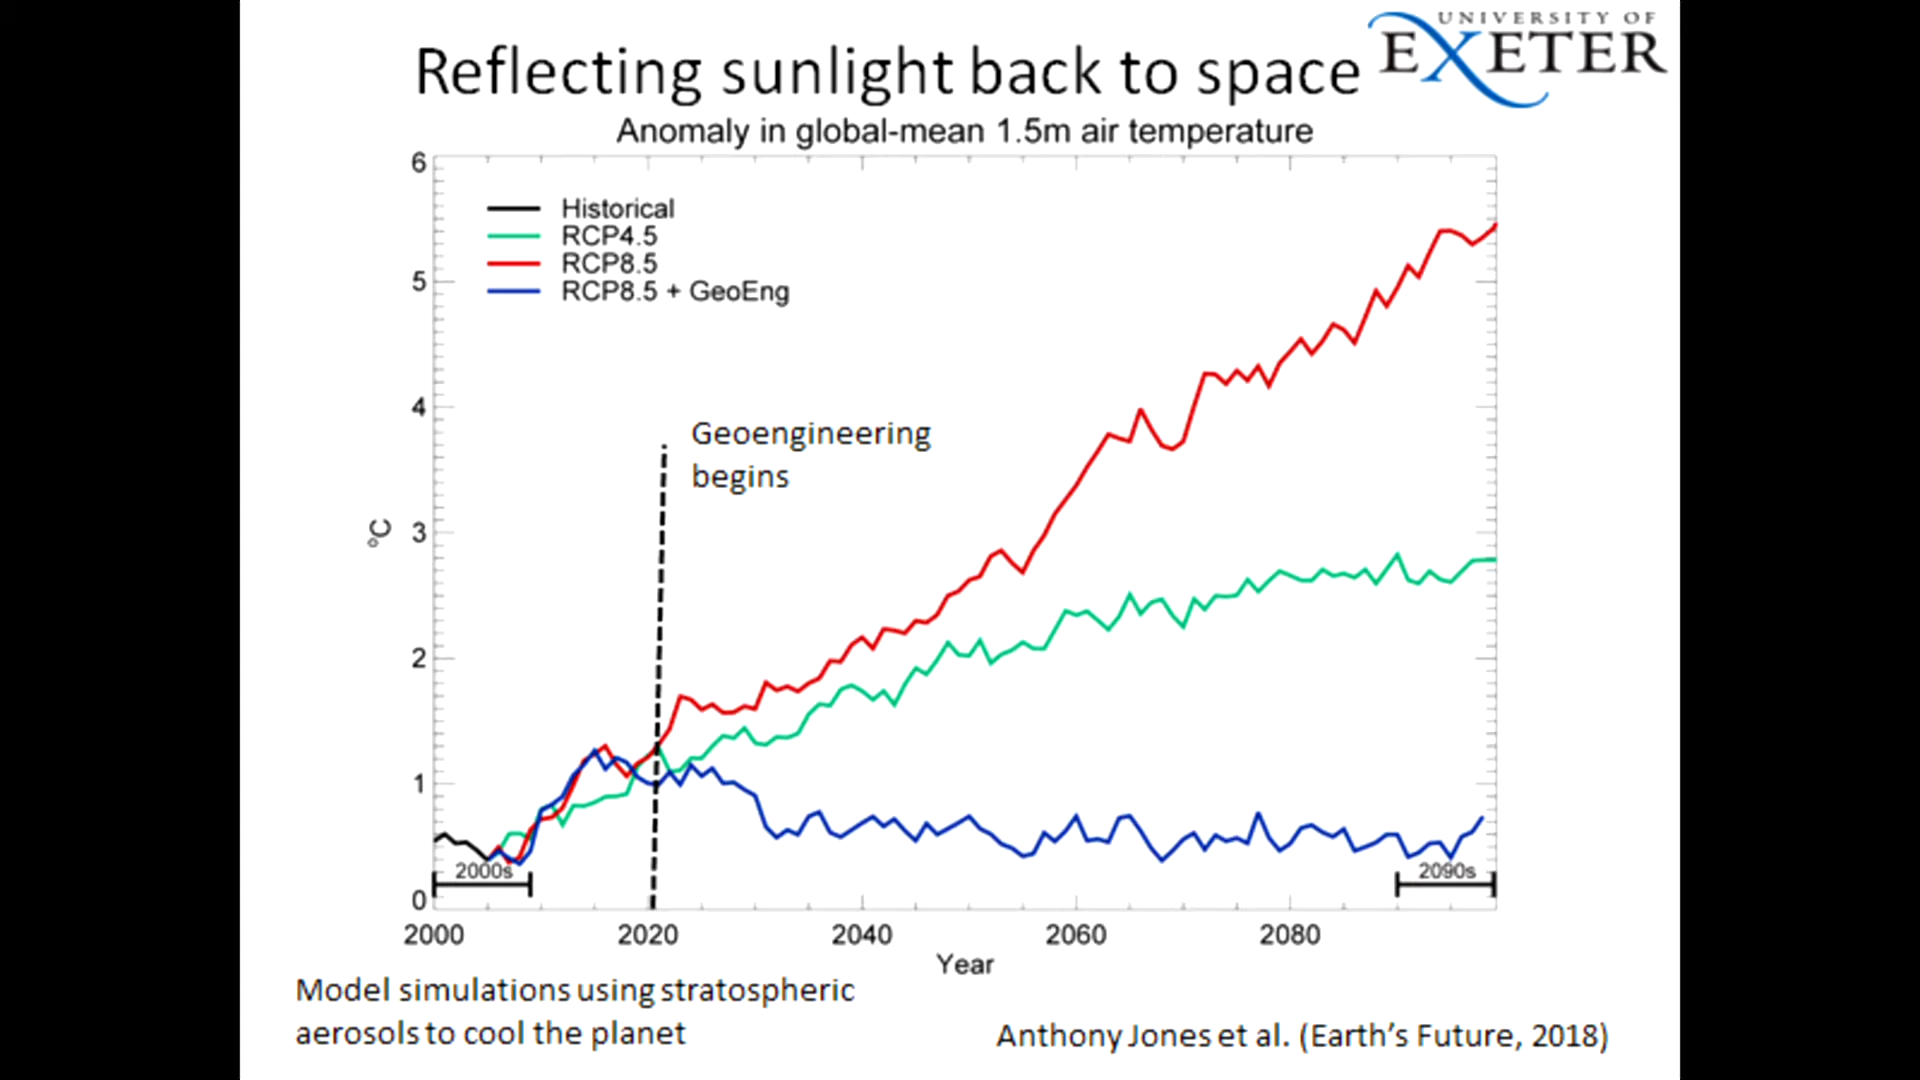 UNIVERSITY OF
EXETER
Reflecting sunlight back to space
Anomaly in global-mean 1.5m air temperature
6
5
4
3
2
1
0
°C
Historical
RCP4.5
RCP8.5
RCP8.5 + GeoEng
Geoengineering
begins
2000s
2090s
2000
2020
2040
2060
2080
Year
Model simulations using stratospheric
aerosols to cool the planet
Anthony Jones et al. (Earth's Future, 2018)